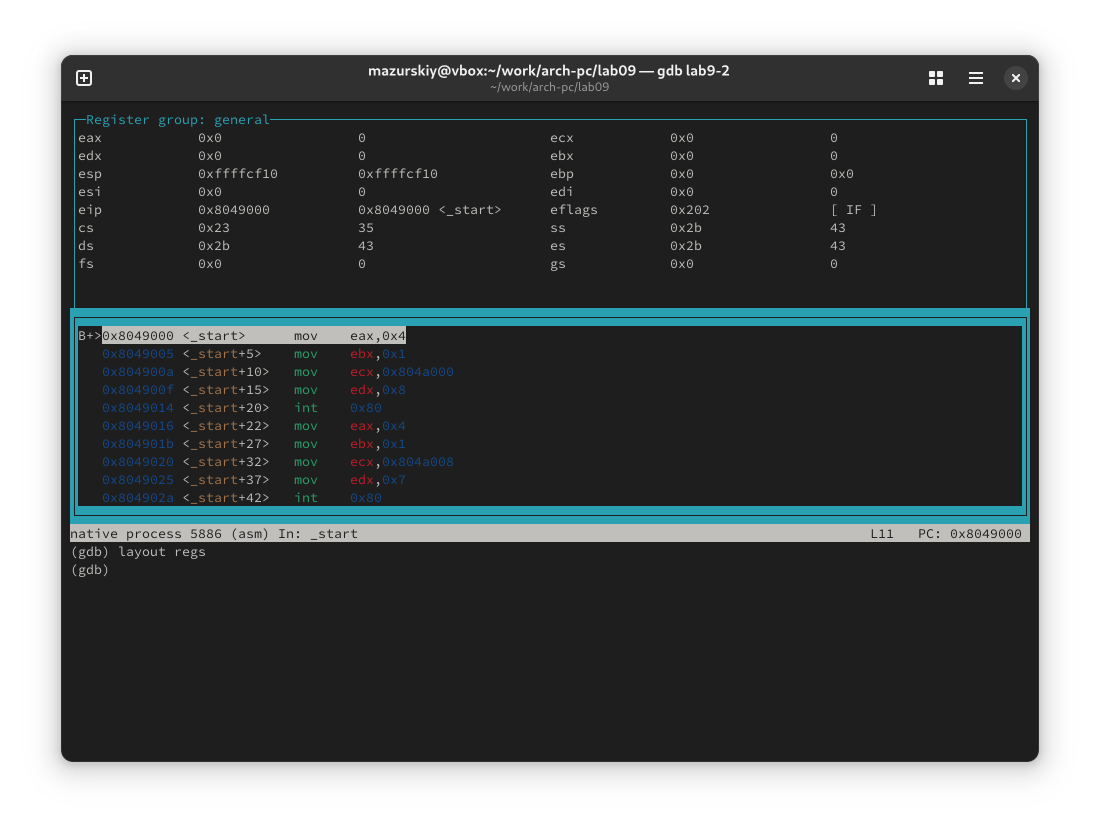 mazurskiy@vbox:~/work/arch-pc/lab09 — gdb lab9-2
~/work/arch-pc/lab09
Register group: general
eax 0x0 0 ecx 0x0 0
edx 0x0 0 ebx 0x0 0
esp 0xffffcf10 0xffffcf10 ebp 0x0 0x0
esi 0x0 0 edi 0x0 0
eip 0x8049000 0x8049000 <_start> eflags 0x202 [ IF ]
cs 0x23 35 ss 0x2b 43
ds 0x2b 43 es 0x2b 43
fs 0x0 0 gs 0x0 0
B+>0x8049000 <_start> mov eax,0x4
0x8049005 <_start+5> mov ebx,0x1
0x804900a <_start+10> mov ecx,0x804a000
0x804900f <_start+15> mov edx,0x8
0x8049014 <_start+20> int 0x80
0x8049016 <_start+22> mov eax,0x4
0x804901b <_start+27> mov ebx,0x1
0x8049020 <_start+32> mov ecx,0x804a008
0x8049025 <_start+37> mov edx,0x7
0x804902a <_start+42> int 0x80
native process 5886 (asm) In: _start L11 PC: 0x8049000
(gdb) layout regs
(gdb)